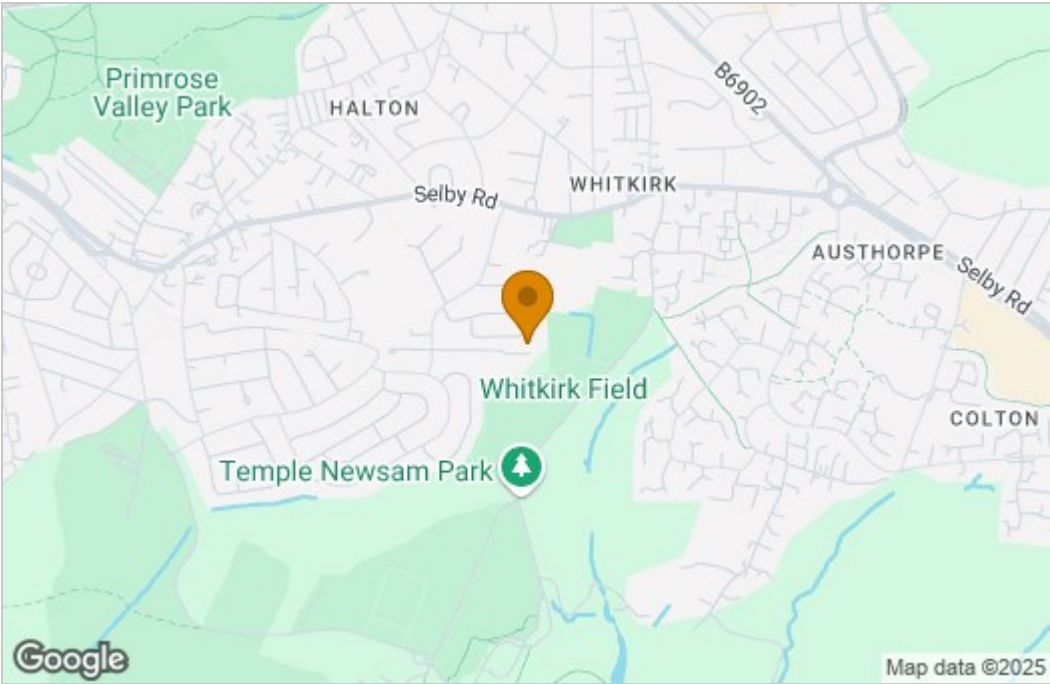 Primrose
Valley Park
HALTON
B6902
Selby Rd
WHITKIRK
AUSTHORPE
Selby Rd
Whitkirk Field
COLTON
Temple Newsam Park
Google
Map data ©2025